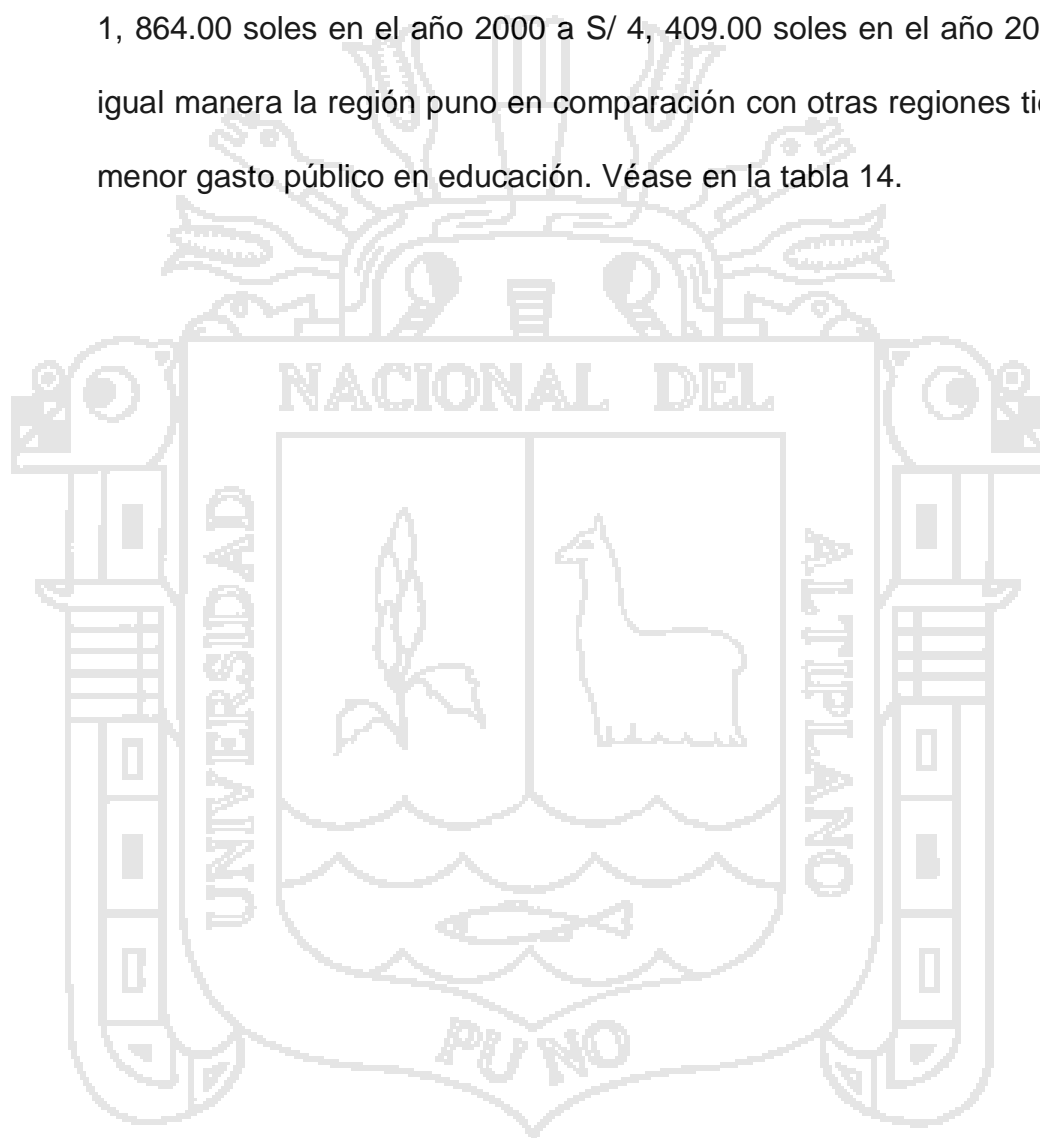 1, 864.00 soles en el año 2000 a S/ 4, 409.00 soles en el año 20
igual manera la región puno en comparación con otras regiones
menor gasto público en educación. Véase en la tabla 14.
NACIONAL DEL
UNIVERSIDAD
ALTIPLANO
PUNO